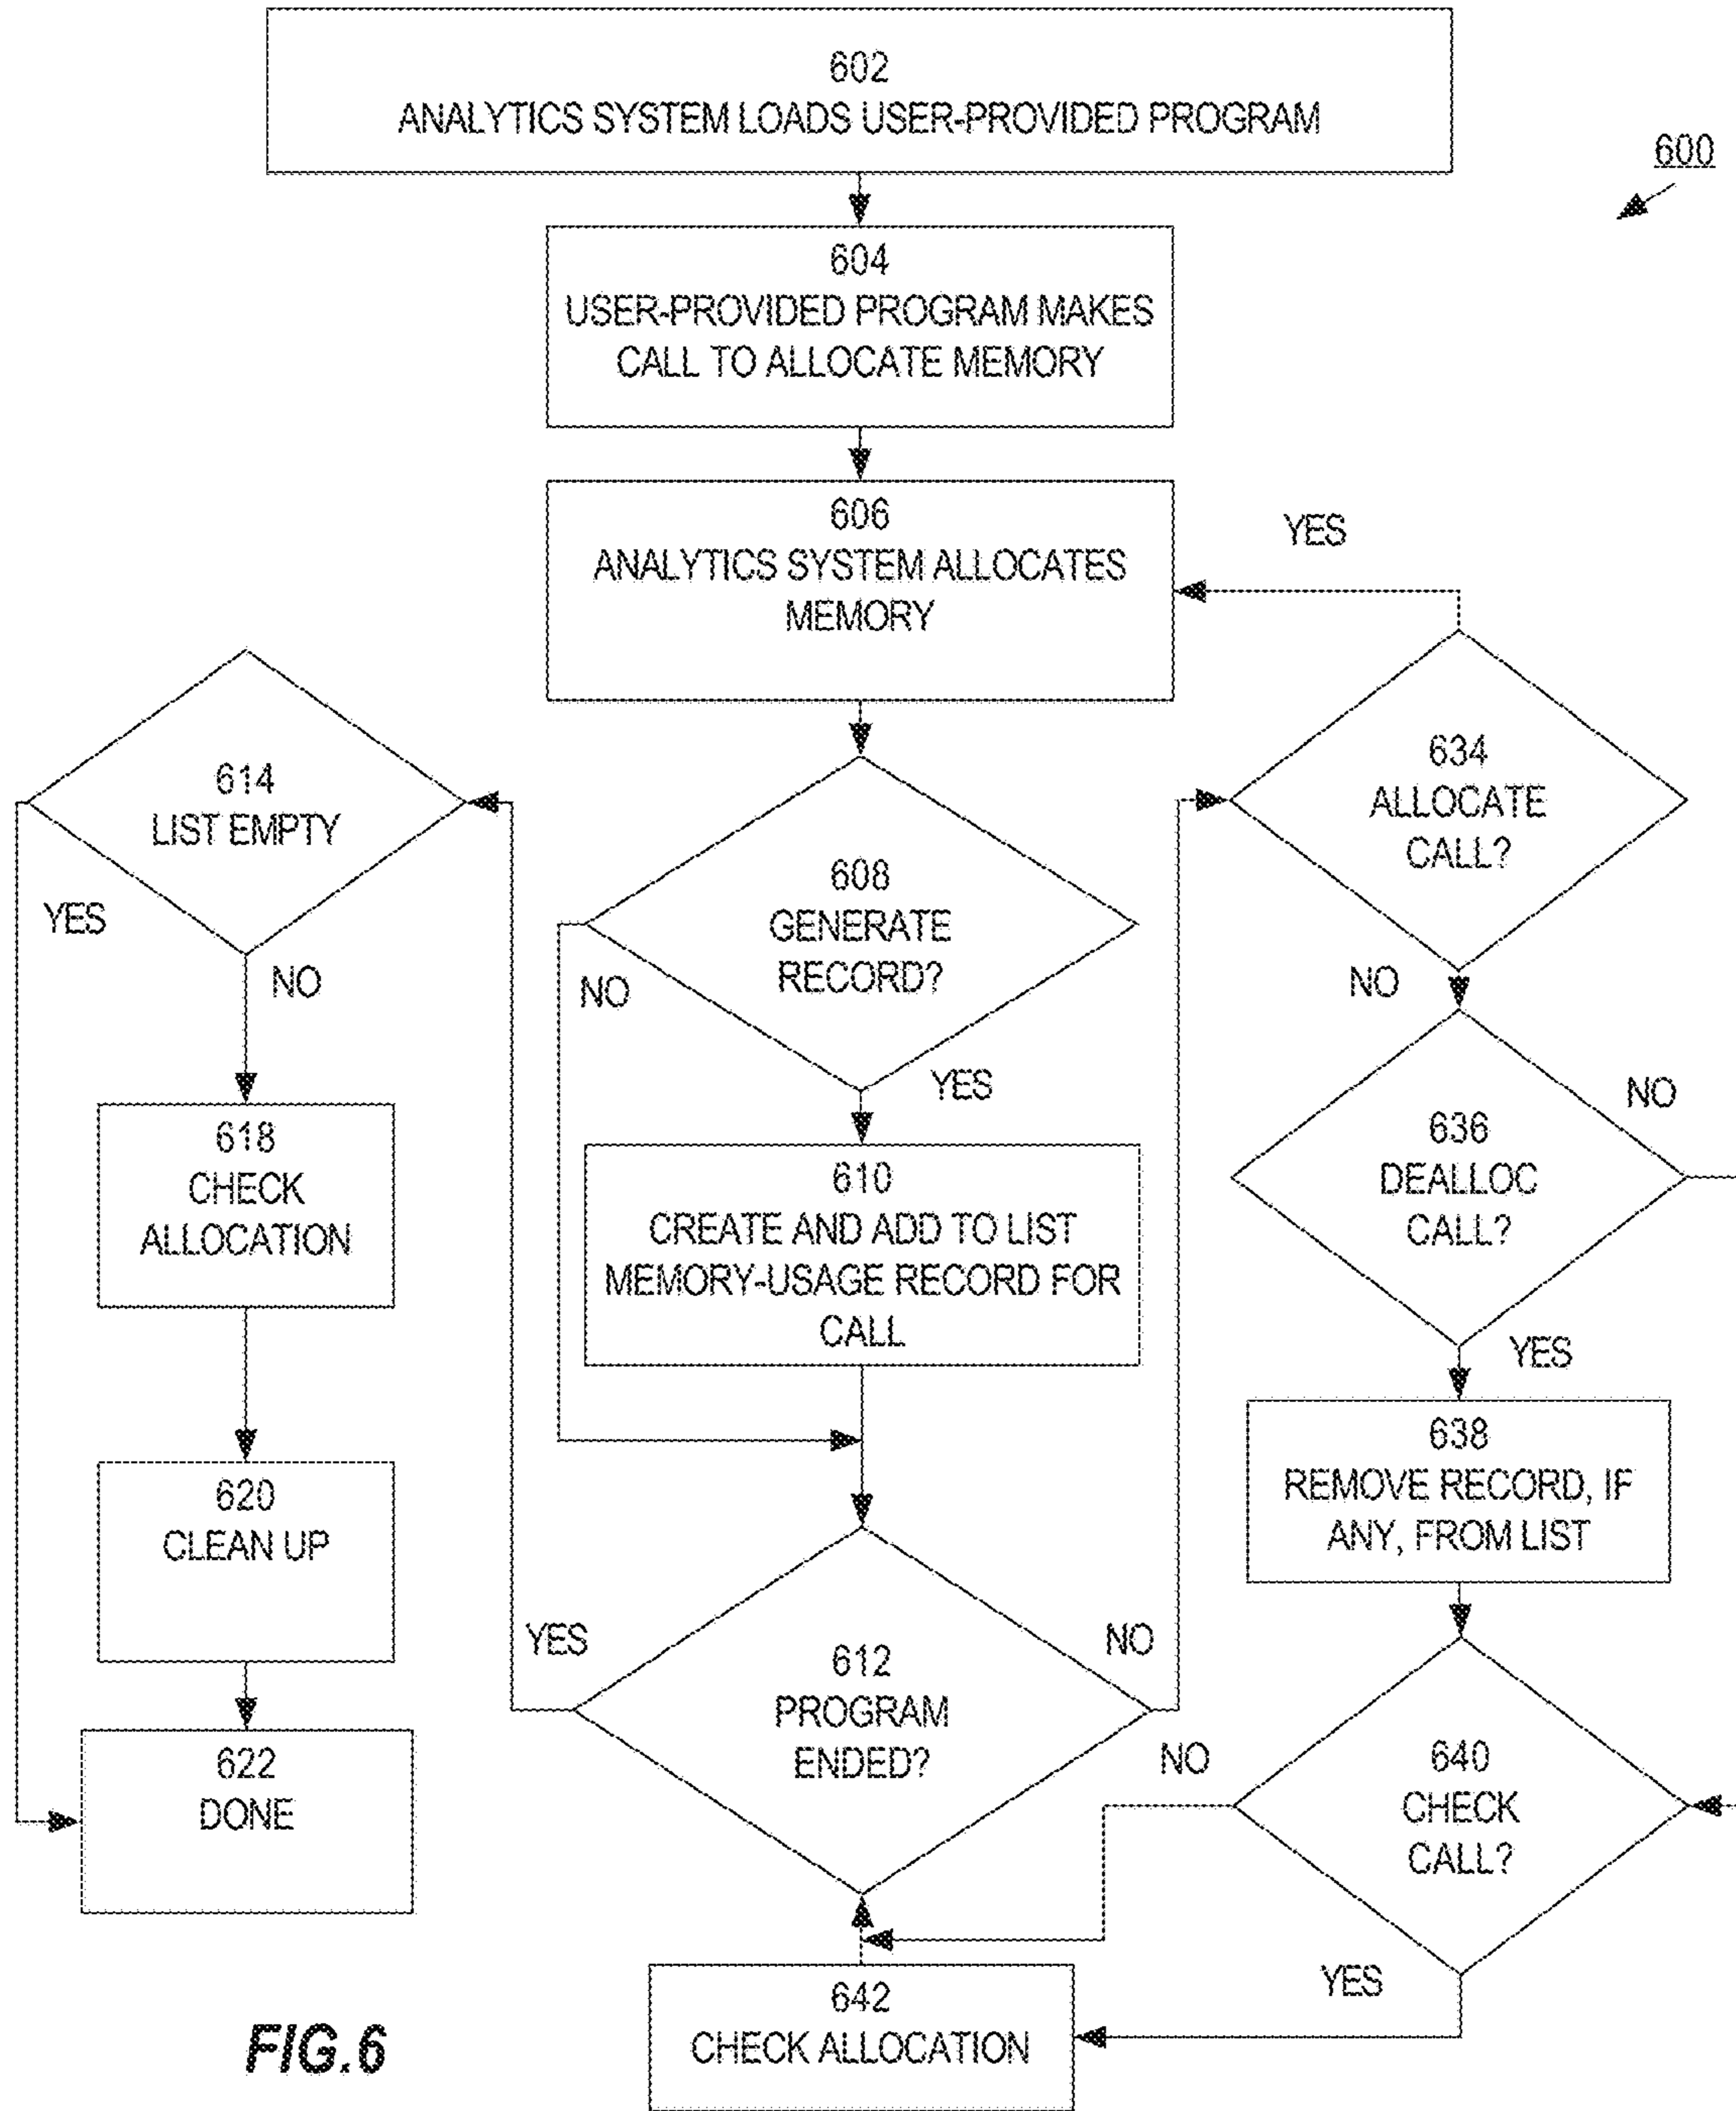 602
ANALYTICS SYSTEM LOADS USER-PROVIDED PROGRAM
600
604
USER-PROVIDED PROGRAM MAKES
CALL TO ALLOCATE MEMORY
606
ANALYTICS SYSTEM ALLOCATES
MEMORY
YES
614
LIST EMPTY
YES
NO
608
GENERATE
RECORD?
NO
YES
634
ALLOCATE
CALL?
NO
618
CHECK
ALLOCATION
610
CREATE AND ADD TO LIST
MEMORY-USAGE RECORD FOR
CALL
636
DEALLOC
CALL?
NO
YES
620
CLEAN UP
638
REMOVE RECORD, IF
ANY, FROM LIST
YES
612
PROGRAM
ENDED?
NO
622
DONE
NO
640
CHECK
CALL?
YES
642
CHECK ALLOCATION
FIG.6